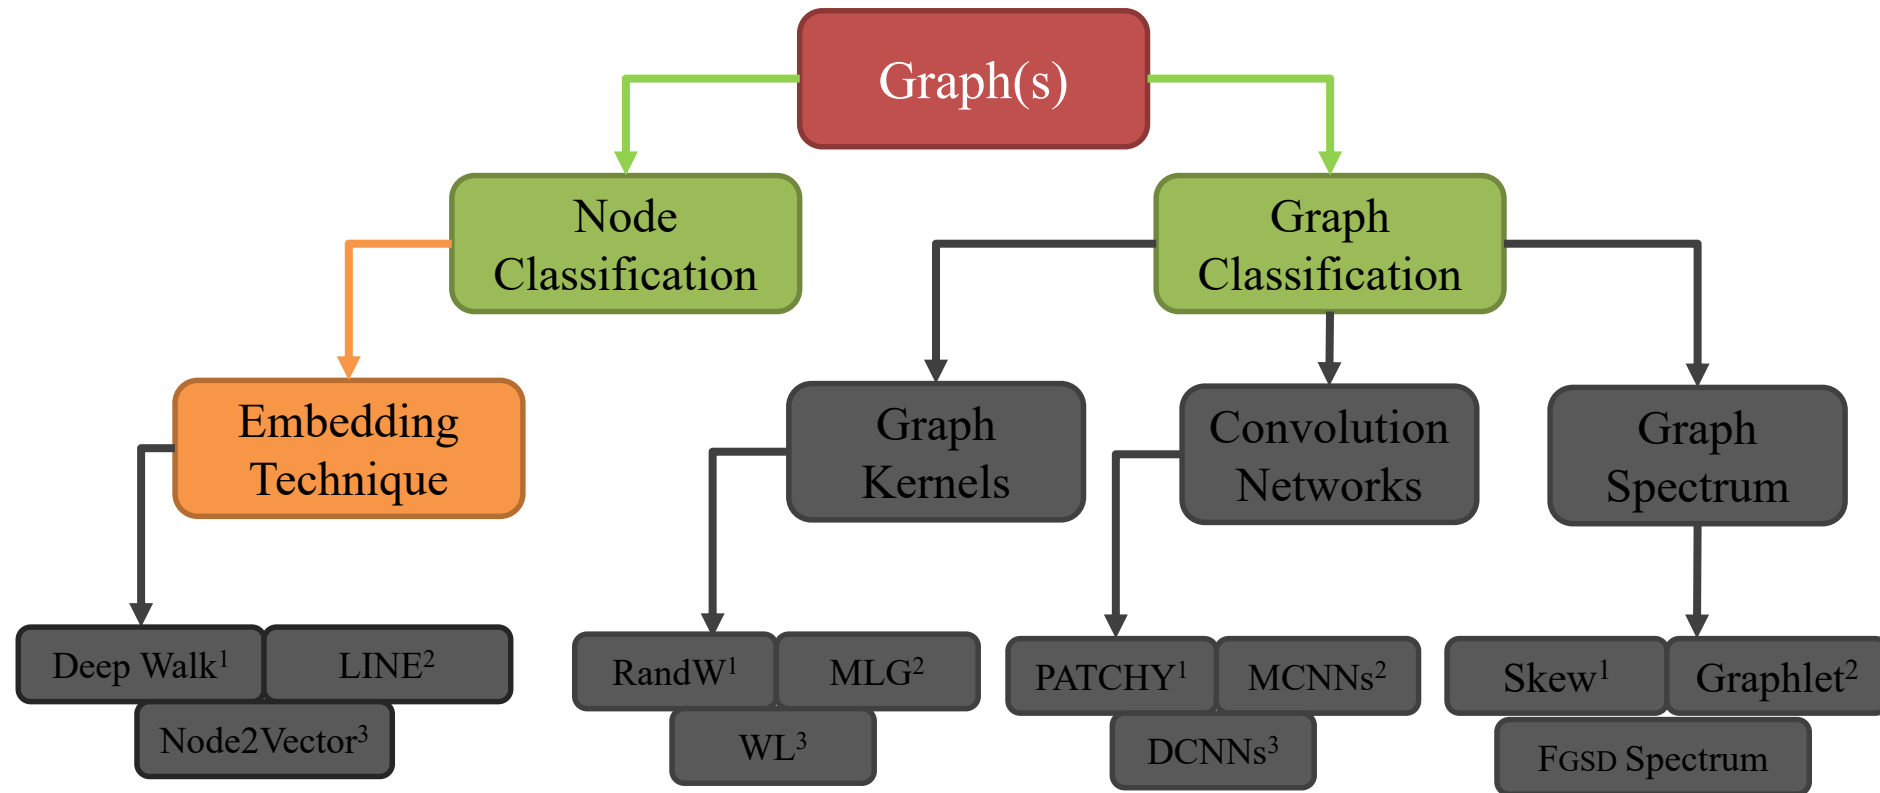 Graph(s)
Node
Classification
Graph
Classification
Embedding
Technique
Graph
Kernels
Convolution
Networks
Graph
Spectrum
Deep Walk¹
LINE²
Node2Vector³
RandW¹
MLG²
WL³
PATCHY¹
MCNNs²
DCNNs³
Skew¹
Graphlet²
FGSD Spectrum